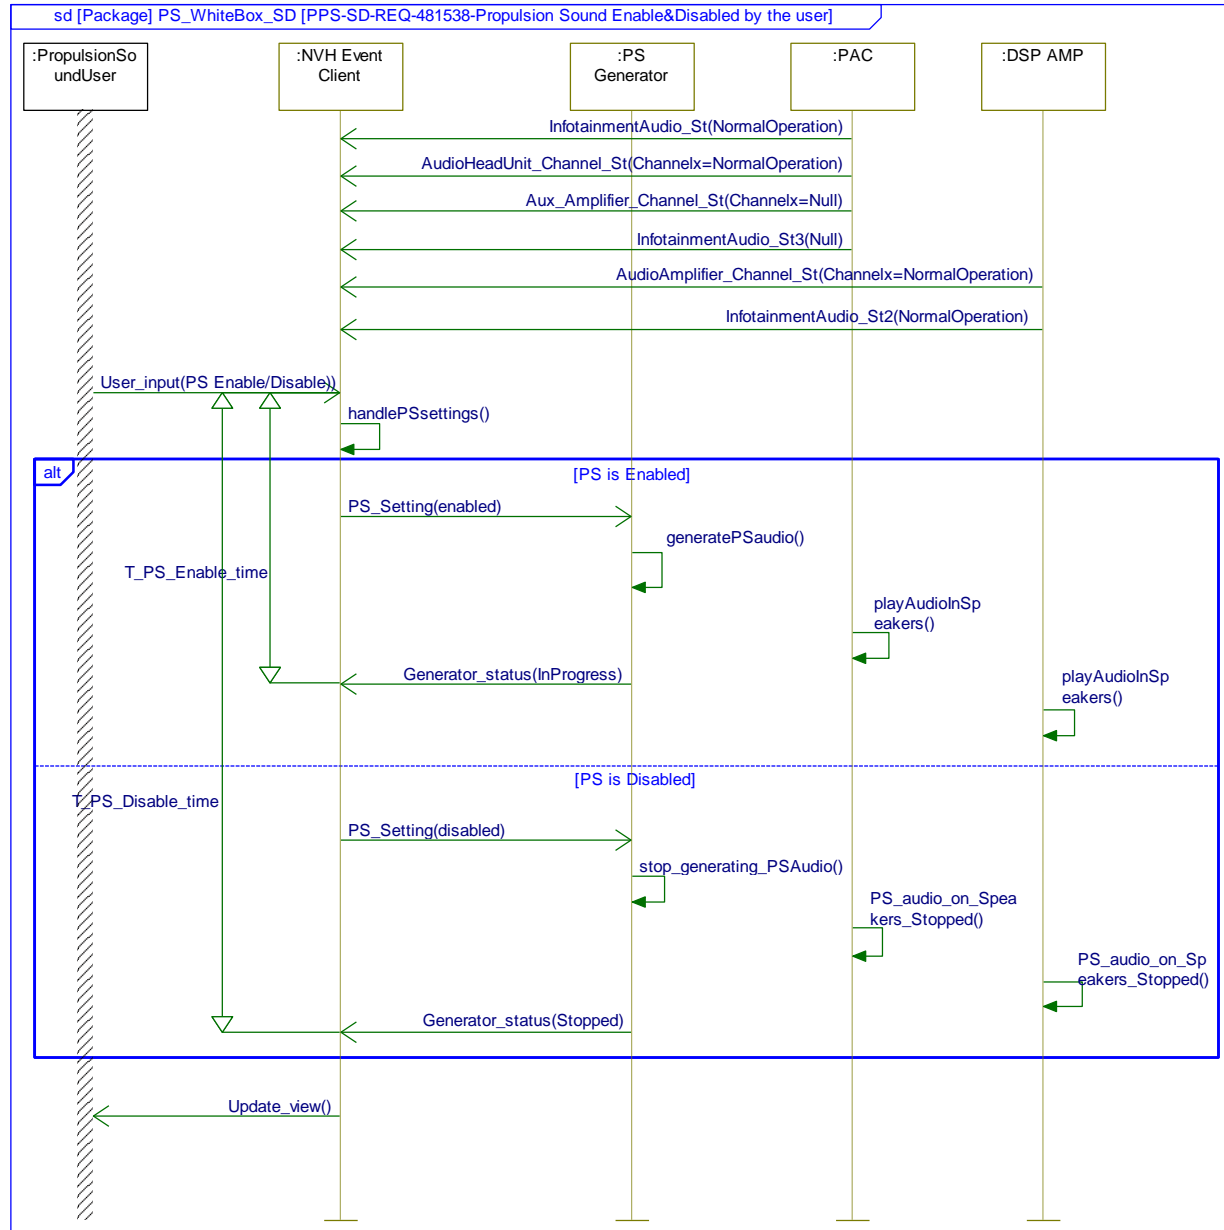 sd [Package] PS_WhiteBox_SD [PPS-SD-REQ-481538-Propulsion Sound Enable&Disabled by the user]
:PropulsionSo
undUser
:NVH Event
Client
:PS
Generator
:PAC
:DSP AMP
InfotainmentAudio_St(NormalOperation)
AudioHeadUnit_Channel_St(Channelx=NormalOperation)
Aux_Amplifier_Channel_St(Channelx=Null)
InfotainmentAudio_St3(Null)
AudioAmplifier_Channel_St(Channelx=NormalOperation)
InfotainmentAudio_St2(NormalOperation)
User_input(PS Enable/Disable))
handlePSsettings()
alt
[PS is Enabled]
PS_Setting(enabled)
generatePSaudio()
T_PS_Enable_time
playAudioInSp
eakers()
Generator_status(InProgress)
playAudioInSp
eakers()
[PS is Disabled]
T_PS_Disable_time
PS_Setting(disabled)
stop_generating_PSAudio()
PS_audio_on_Spea
kers_Stopped()
PS_audio_on_Sp
eakers_Stopped()
Generator_status(Stopped)
Update_view()